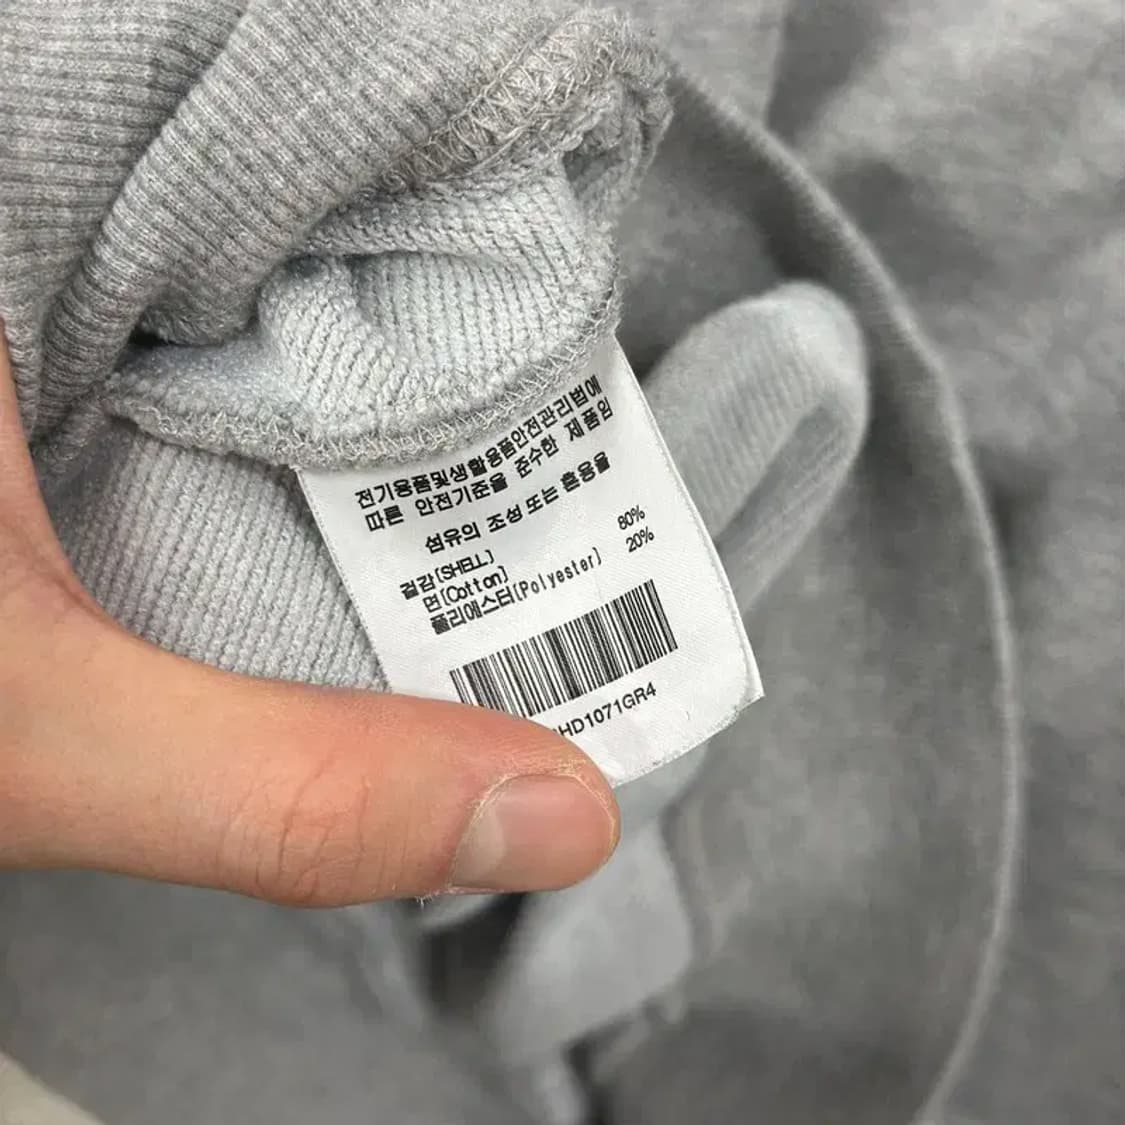 전기용품및생활용품안전관리법에
따른 안전기준을 준수한 제품임
섬유의 조성 또는 혼용율
겉감(SHELL)
면(Cotton) 80%
폴리에스터(Polyester) 20%
HD1071GR4